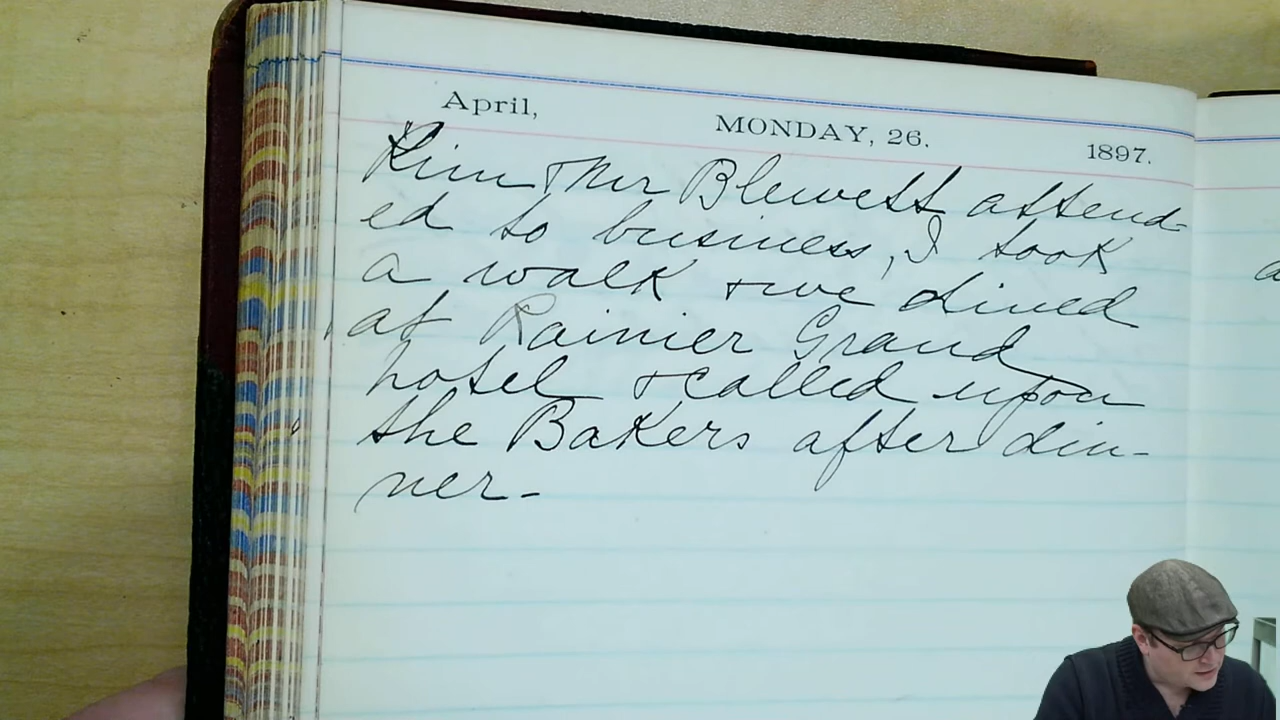 April, MONDAY, 26. 1897.
Kim & Mr Blewett attend-
ed to business, I took
a walk & we dined
at Rainier Grand
hotel & called upon
the Bakers after din-
ner-
a